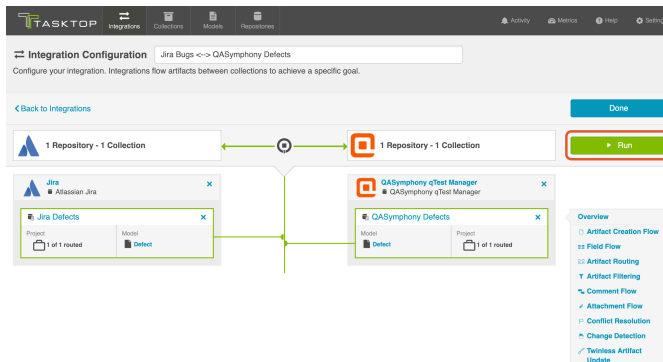 TASKTOP
Integrations
Collections
Models
Repositories
Activity
Metrics
Help
Setting
Integration Configuration
Jira Bugs <--> QASymphony Defects
Configure your integration. Integrations flow artifacts between collections to achieve a specific goal.
Back to Integrations
Done
1 Repository - 1 Collection
1 Repository - 1 Collection
Run
Jira
Atlassian Jira
Jira Defects
Project
1 of 1 routed
Model
Defect
QASymphony qTest Manager
QASymphony qTest Manager
QASymphony Defects
Model
Defect
Project
1 of 1 routed
Overview
Artifact Creation Flow
Field Flow
Artifact Routing
Artifact Filtering
Comment Flow
Attachment Flow
Conflict Resolution
Change Detection
Twinless Artifact
Update